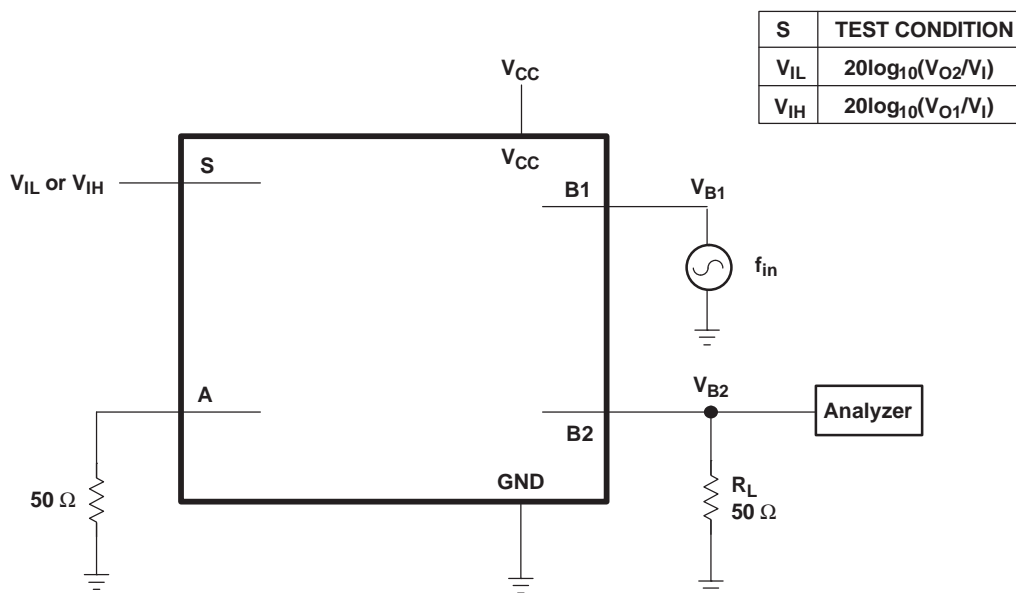 S TEST CONDITION
VIL 20log10(VO2/VI)
VIH 20log10(VO1/VI)
VCC
VCC
S
VIL or VIH
B1
VB1
fin
A
VB2
B2
Analyzer
GND
50 Ω
RL
50 Ω